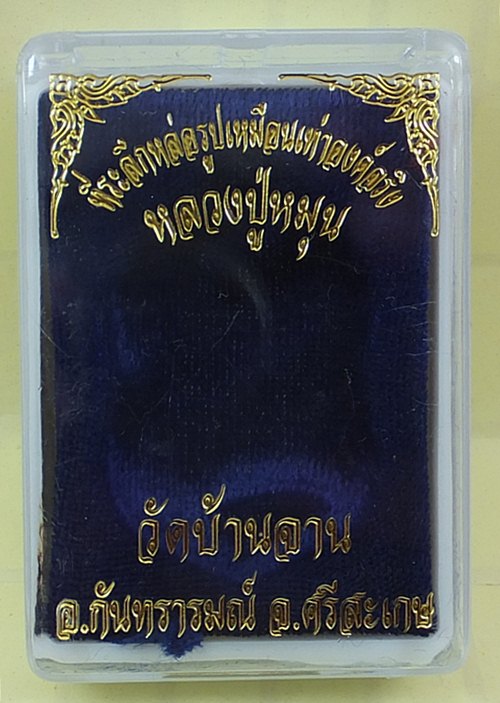 ที่ระลึกหล่อรูปเหมือนเท่าองค์จริง
หลวงปู่หมุน
วัดบ้านจาน
อ.กันทรารมณ์ จ.ศรีสะเกษ